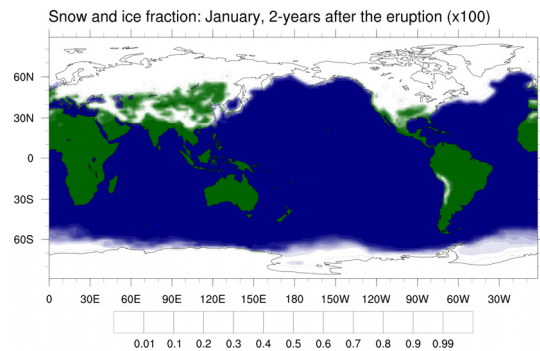 Snow and ice fraction: January, 2-years after the eruption (x100)
60N
30N
0
30S
60S
0 30E 60E 90E 120E 150E 180 150W 120W 90W 60W 30W
0.01 0.1 0.2 0.3 0.4 0.5 0.6 0.7 0.8 0.9 0.99